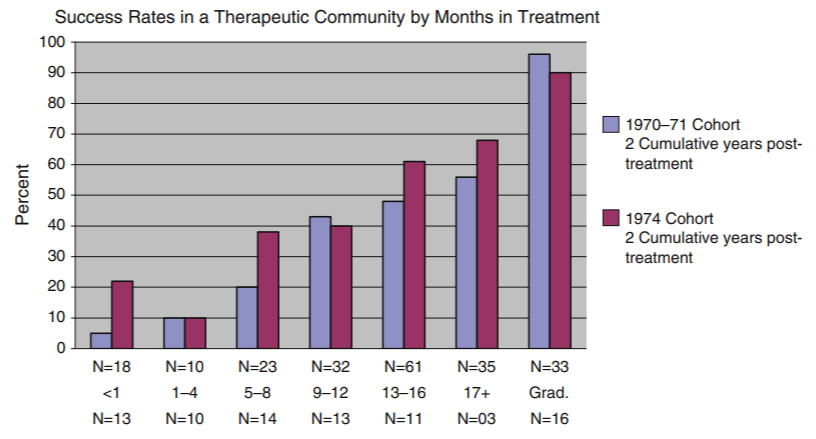 Success Rates in a Therapeutic Community by Months in Treatment
Percent
100
90
80
70
60
50
40
30
20
10
0
N=18 N=10 N=23 N=32 N=61 N=35 N=33
<1 1–4 5–8 9–12 13–16 17+ Grad.
N=13 N=10 N=14 N=13 N=11 N=03 N=16
1970–71 Cohort
2 Cumulative years post-
treatment
1974 Cohort
2 Cumulative years post-
treatment